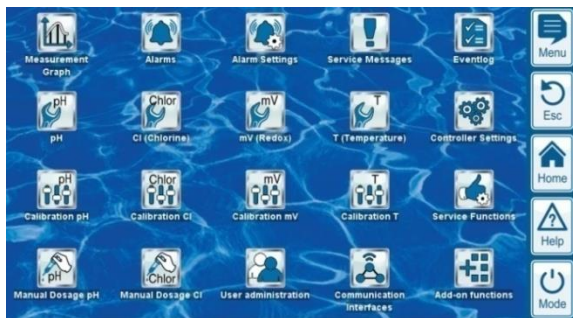 Measurement
Graph
Alarms
Alarm Settings
Service Messages
Eventlog
Menu
pH
pH
Chlor
Cl (Chlorine)
mV
mV (Redox)
T
T (Temperature)
Controller Settings
Esc
Home
pH
Calibration pH
Chlor
Calibration Cl
mV
Calibration mV
T
Calibration T
Service Functions
?
Help
pH
Manual Dosage pH
Chlor
Manual Dosage Cl
User administration
Communication
Interfaces
Add-on functions
Mode